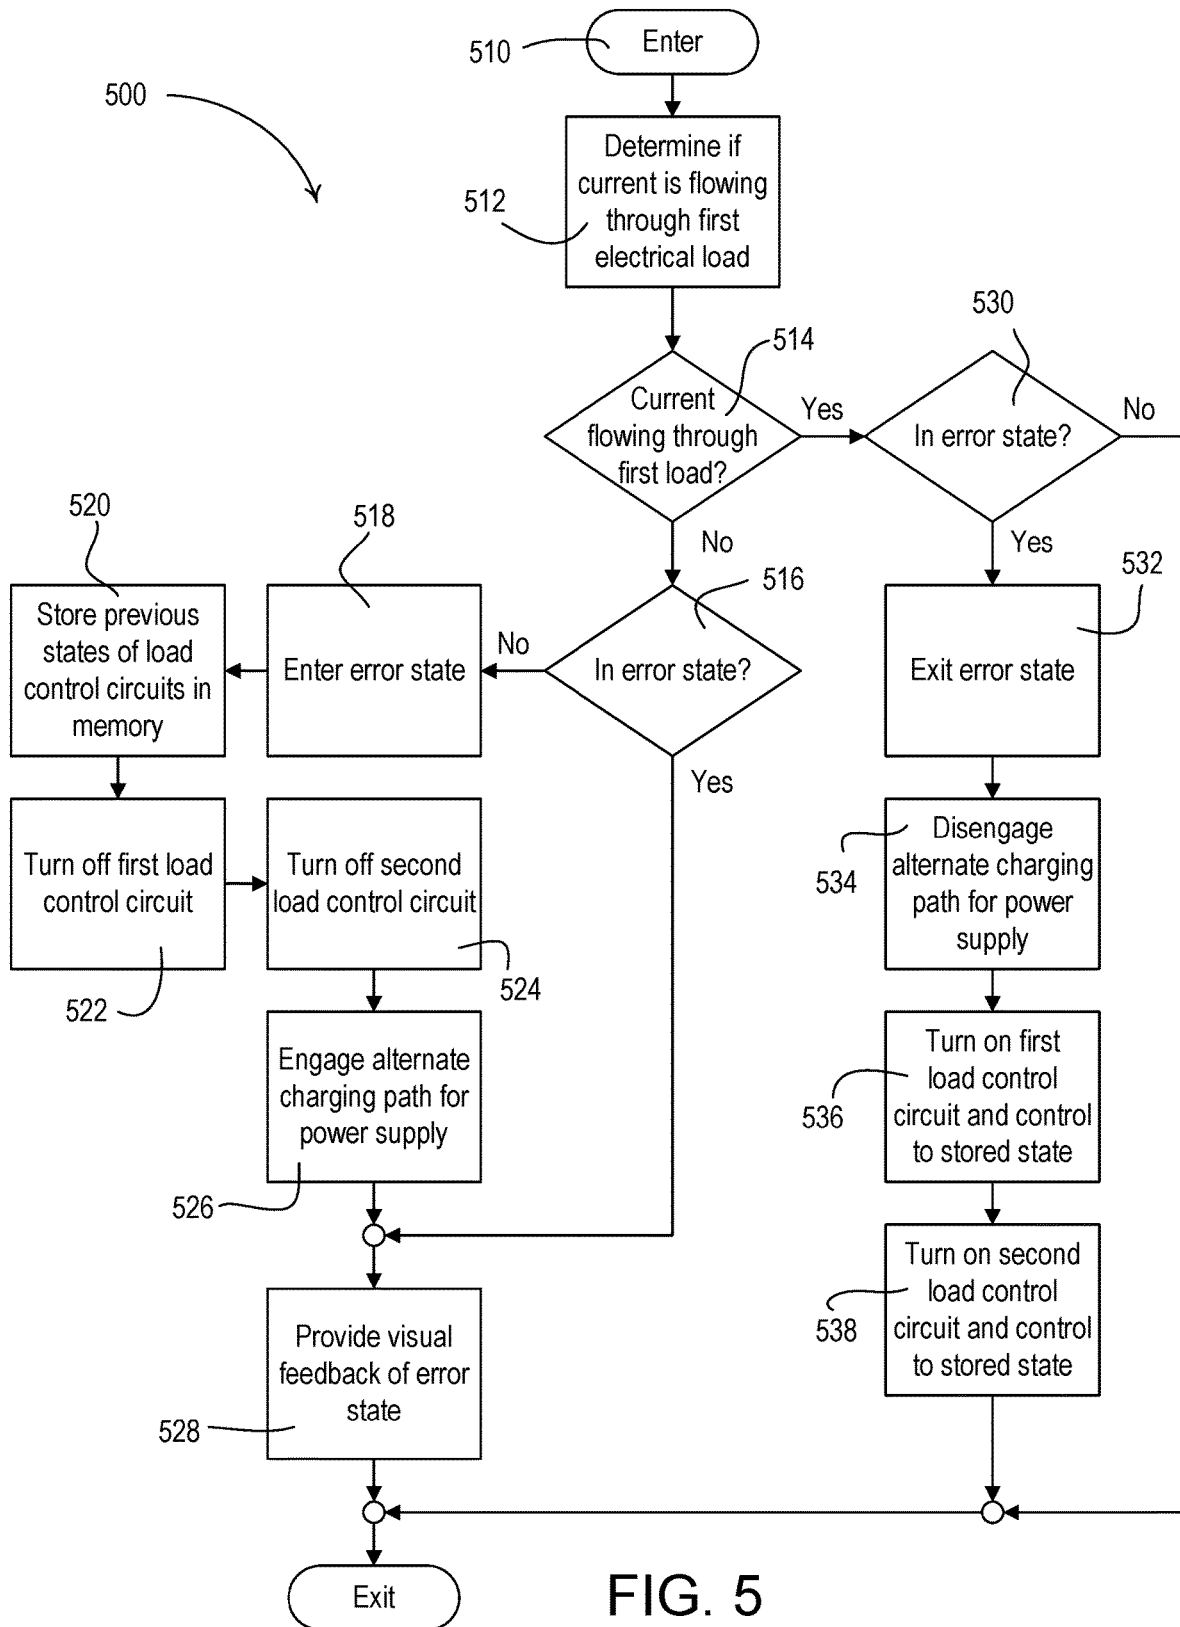 510
Enter
500
Determine if
current is flowing
through first
electrical load
512
530
514
Current
flowing through
first load?
Yes
In error state?
No
520
518
No
516
Yes
532
Store previous
states of load
control circuits in
memory
Enter error state
No
In error state?
Exit error state
Yes
Turn off first load
control circuit
522
Turn off second
load control circuit
524
534
Disengage
alternate charging
path for power
supply
Engage alternate
charging path for
power supply
526
536
Turn on first
load control
circuit and control
to stored state
Provide visual
feedback of error
state
528
538
Turn on second
load control
circuit and control
to stored state
Exit
FIG. 5